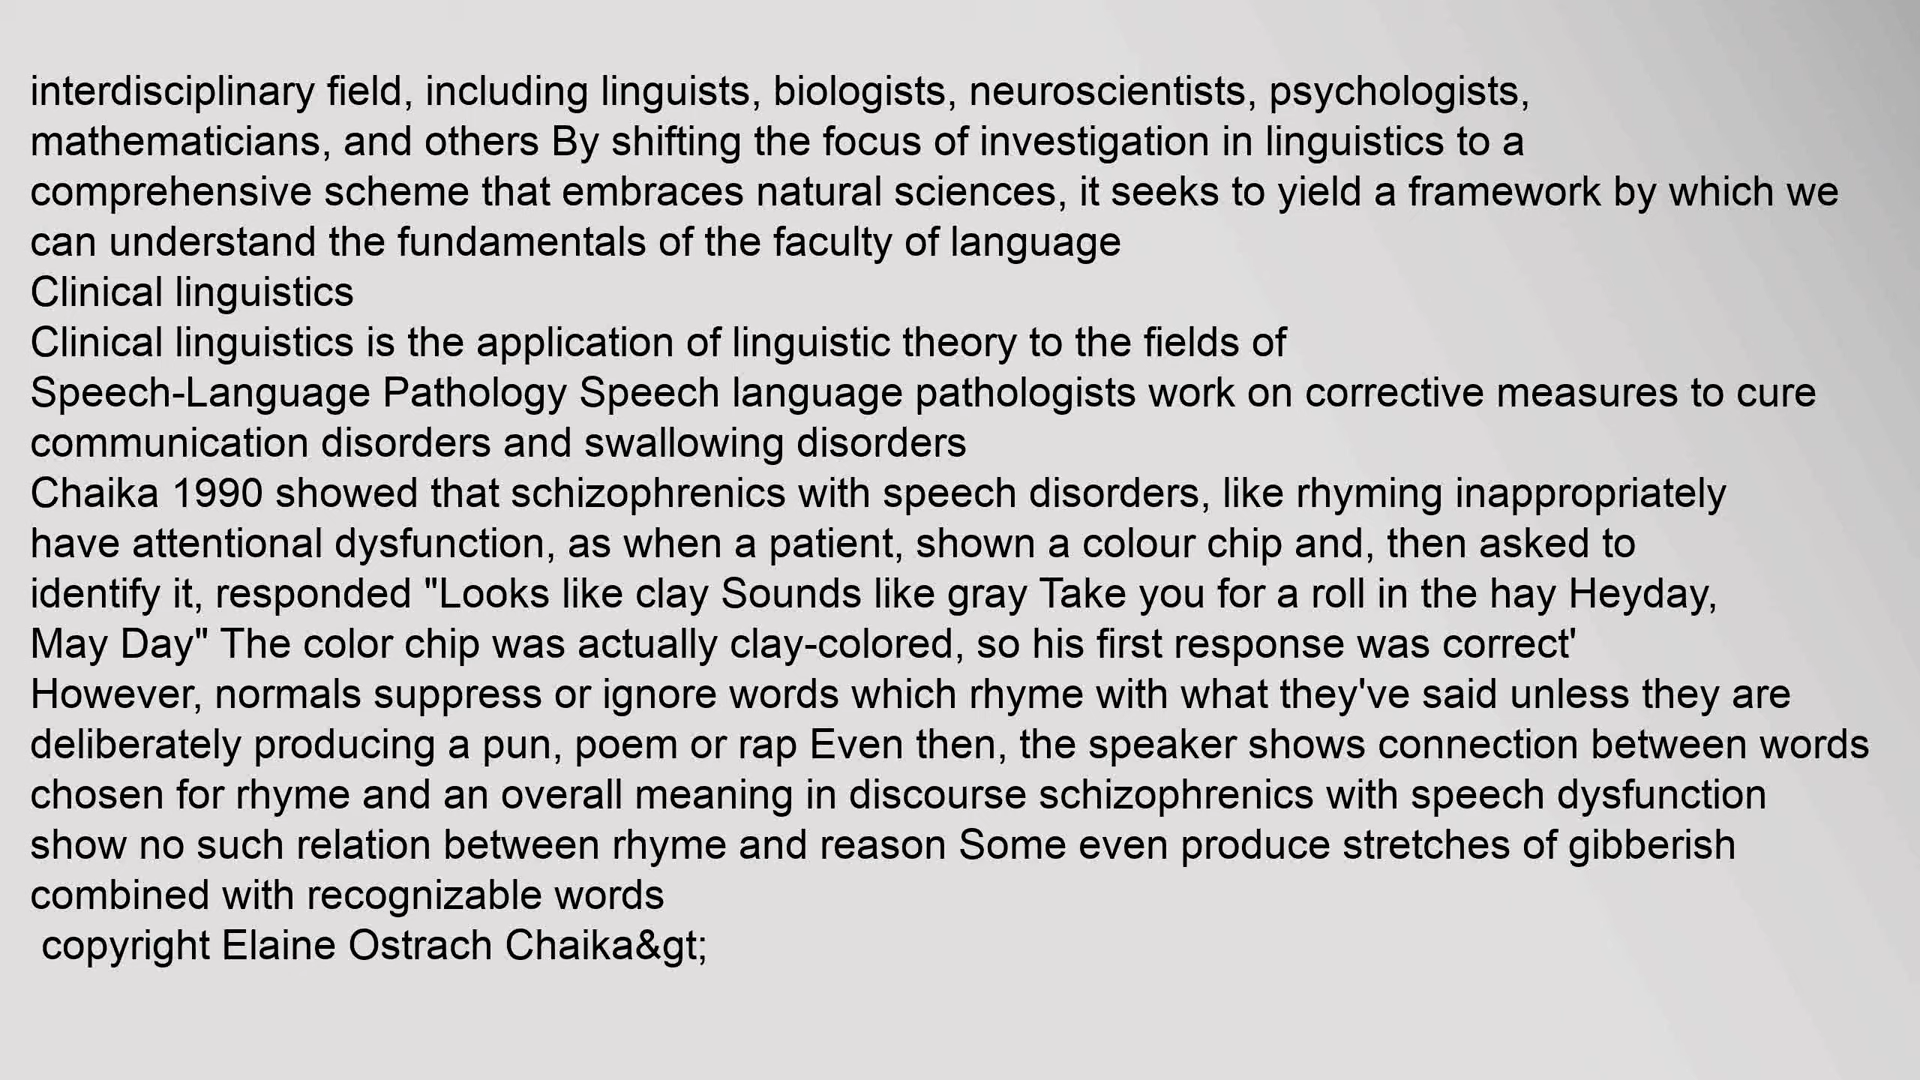 interdisciplinary field, including linguists, biologists, neuroscientists, psychologists,
mathematicians, and others By shifting the focus of investigation in linguistics to a
comprehensive scheme that embraces natural sciences, it seeks to yield a framework by which we
can understand the fundamentals of the faculty of language
Clinical linguistics
Clinical linguistics is the application of linguistic theory to the fields of
Speech-Language Pathology Speech language pathologists work on corrective measures to cure
communication disorders and swallowing disorders
Chaika 1990 showed that schizophrenics with speech disorders, like rhyming inappropriately
have attentional dysfunction, as when a patient, shown a colour chip and, then asked to
identify it, responded "Looks like clay Sounds like gray Take you for a roll in the hay Heyday,
May Day" The color chip was actually clay-colored, so his first response was correct'
However, normals suppress or ignore words which rhyme with what they've said unless they are
deliberately producing a pun, poem or rap Even then, the speaker shows connection between words
chosen for rhyme and an overall meaning in discourse schizophrenics with speech dysfunction
show no such relation between rhyme and reason Some even produce stretches of gibberish
combined with recognizable words
copyright Elaine Ostrach Chaika&amp;gt;